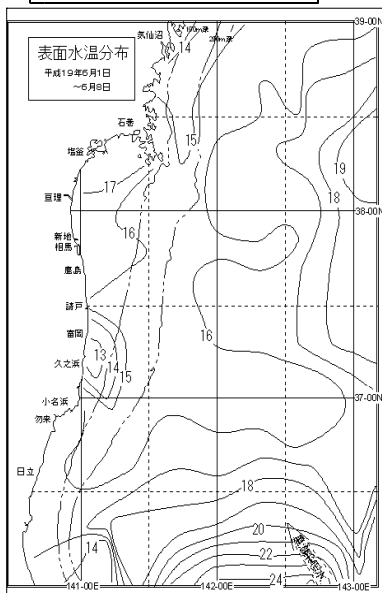 気仙沼
100m深
200m深
39-00N
14
表面水温分布
平成19年6月1日
～6月8日
石巻
15
塩釜
19
17
18
亘理
38-00N
16
新地
相馬
鹿島
請戸
富岡
16
13
久之浜
14
15
小名浜
37-00N
勿来
日立
18
20
22
14
24
141-00E
142-00E
143-00E